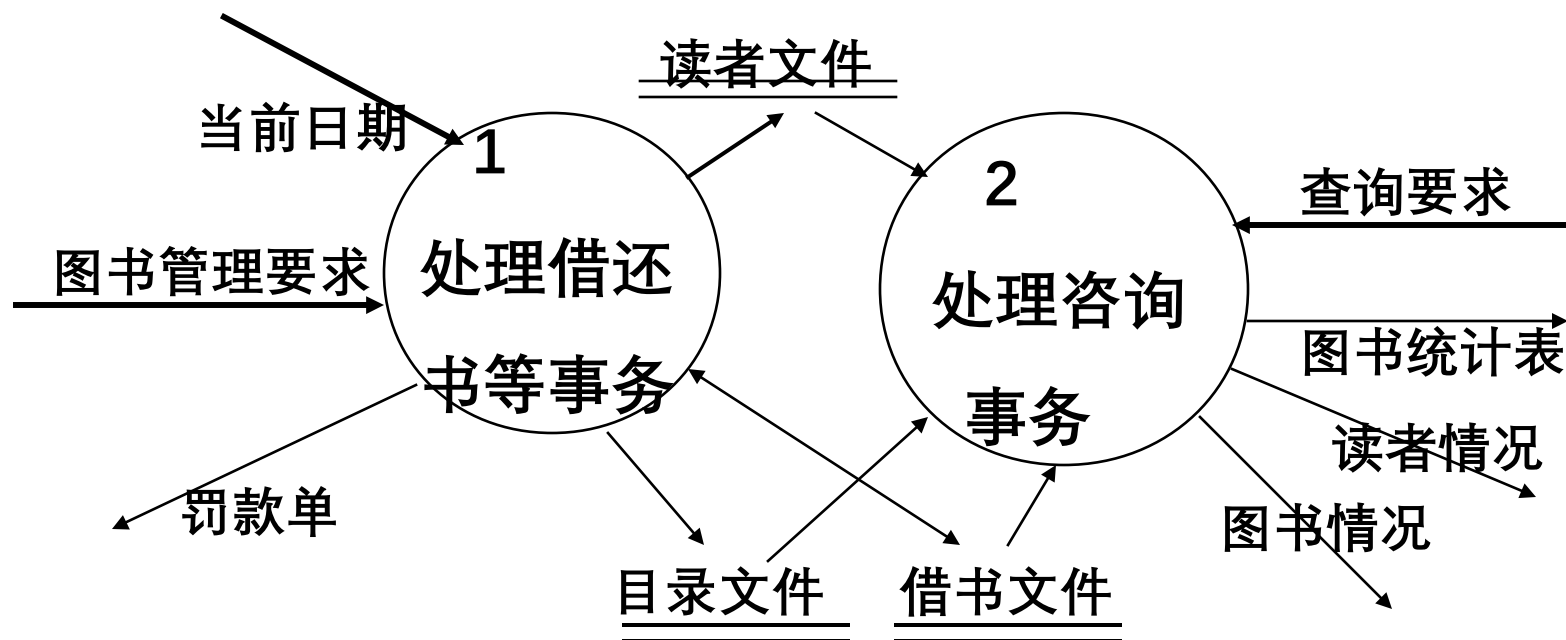 读者文件
当前日期
1
2
查询要求
图书管理要求
处理借还
书等事务
处理咨询
事务
图书统计表
读者情况
罚款单
图书情况
目录文件
借书文件